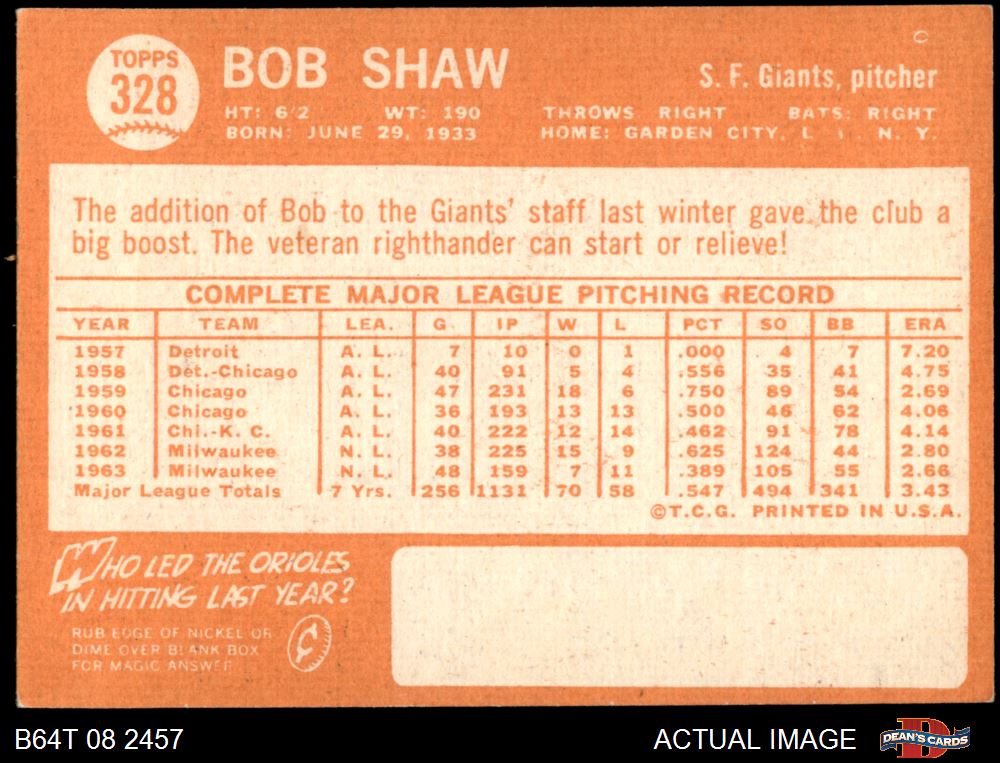 TOPPS
328
BOB SHAW
S. F. Giants, pitcher
HT: 6'2 WT: 190 THROWS RIGHT BATS: RIGHT
BORN: JUNE 29, 1933 HOME: GARDEN CITY, L. I., N. Y.
The addition of Bob to the Giants' staff last winter gave the club a
big boost. The veteran righthander can start or relieve!
COMPLETE MAJOR LEAGUE PITCHING RECORD
YEAR TEAM LEA. G IP W L PCT SO BB ERA
1957 Detroit A. L. 7 10 0 1 .000 4 7 7.20
1958 Det.-Chicago A. L. 40 91 5 4 .556 35 41 4.75
1959 Chicago A. L. 47 231 18 6 .750 89 54 2.69
1960 Chicago A. L. 36 193 13 13 .500 46 62 4.06
1961 Chi.-K. C. A. L. 40 222 12 14 .462 91 78 4.14
1962 Milwaukee N. L. 38 225 15 9 .625 124 44 2.80
1963 Milwaukee N. L. 48 159 7 11 .389 105 55 2.66
Major League Totals 7 Yrs. 256 1131 70 58 .547 494 341 3.43
©T.C.G. PRINTED IN U.S.A.
WHO LED THE ORIOLES
IN HITTING LAST YEAR?
RUB EDGE OF NICKEL OR
DIME OVER BLANK BOX
FOR MAGIC ANSWER
¢
B64T 08 2457
ACTUAL IMAGE
D
DEAN'S CARDS